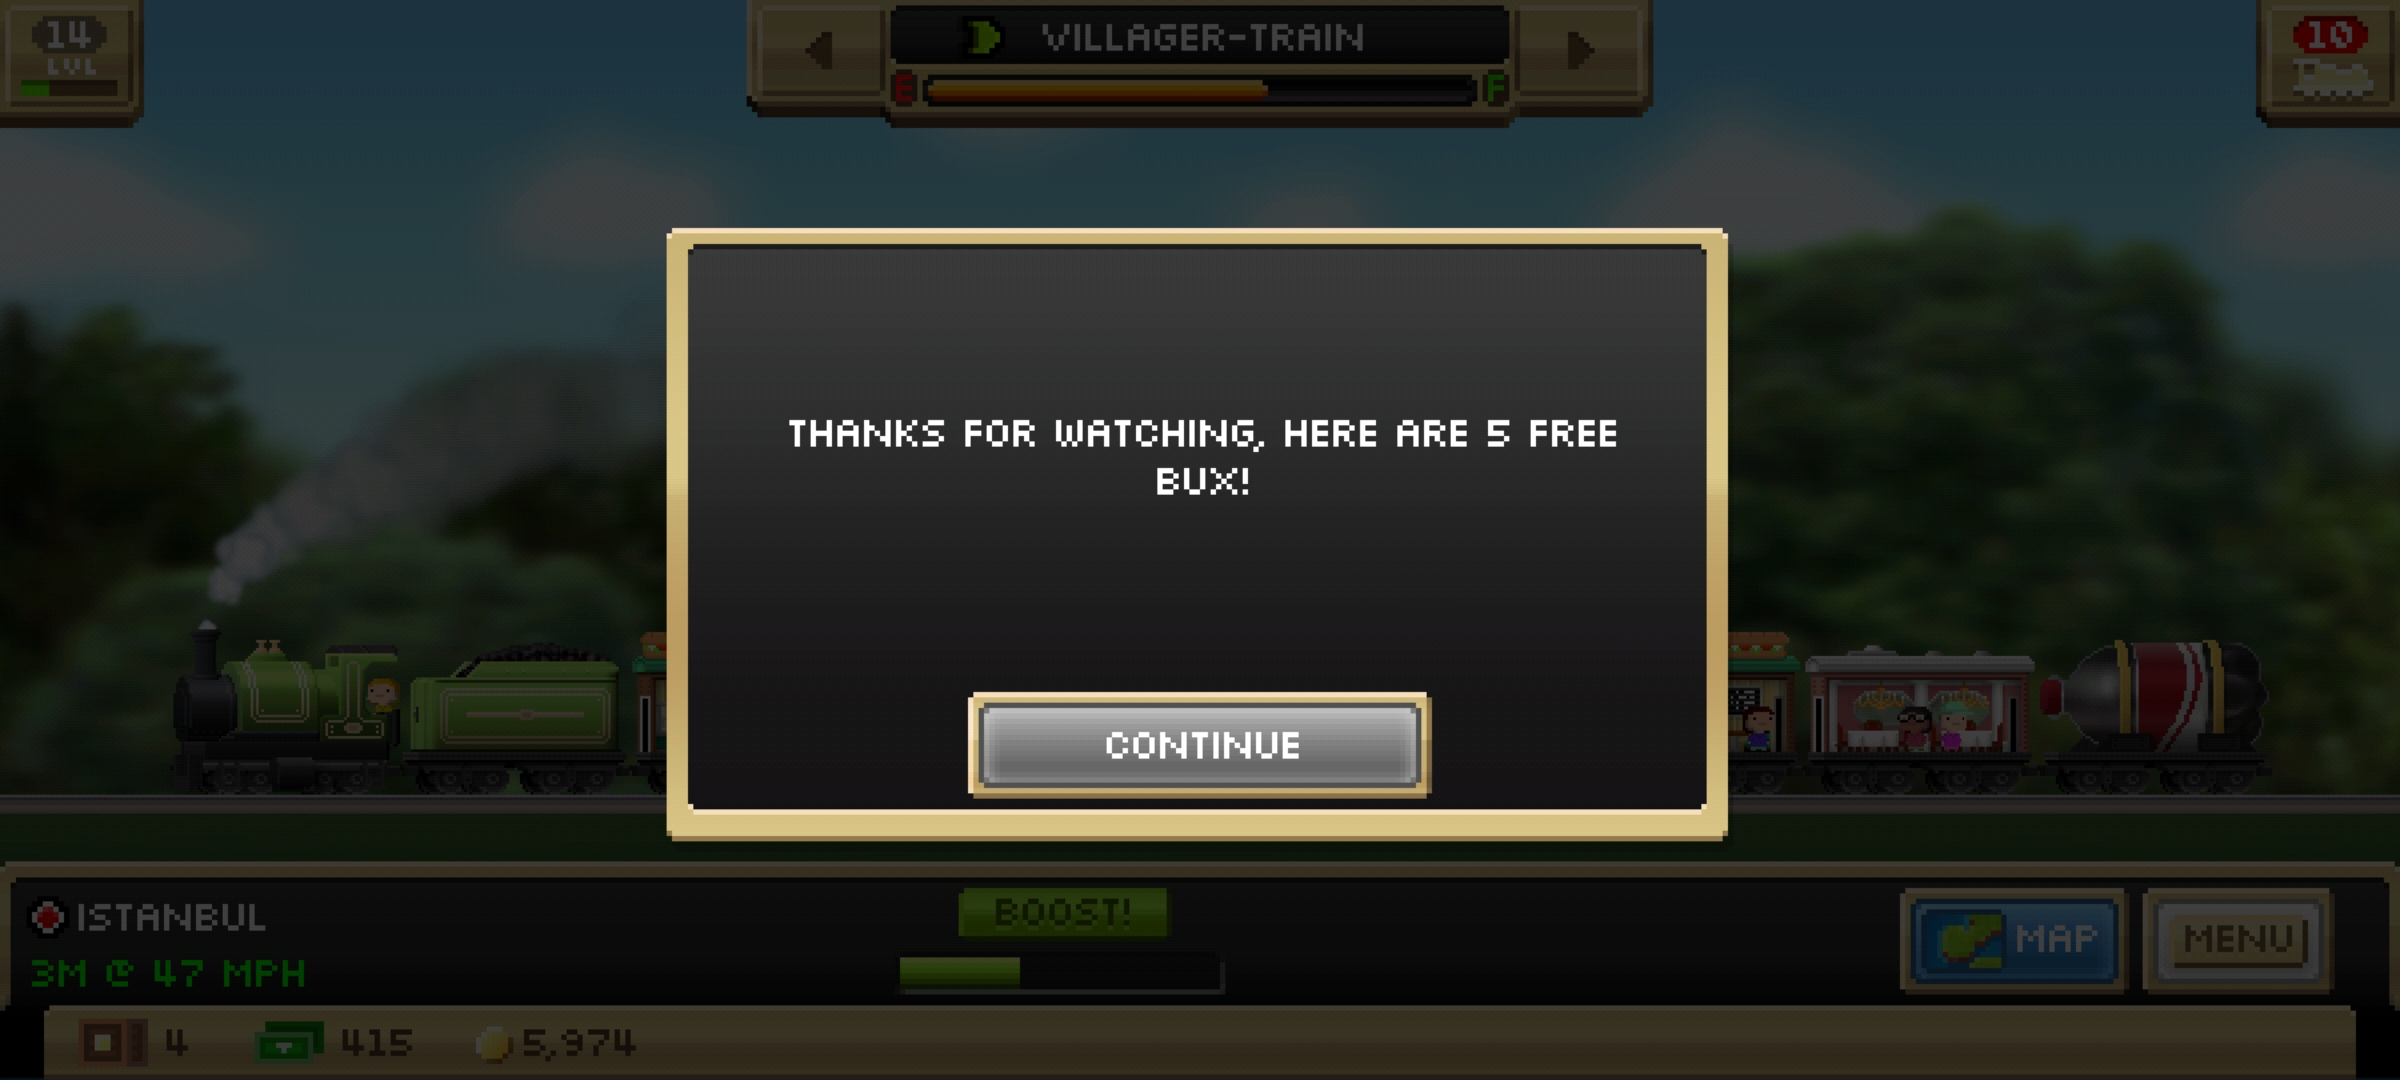 14
LVL
VILLAGER-TRAIN
E
F
10
THANKS FOR WATCHING, HERE ARE 5 FREE
BUX!
CONTINUE
ISTANBUL
3M @ 47 MPH
BOOST!
MAP
MENU
4
415
5,974